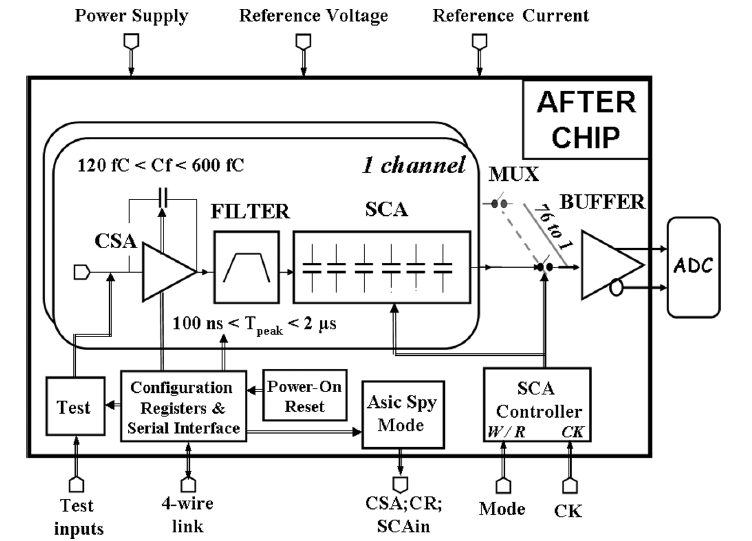 Power Supply
Reference Voltage
Reference Current
AFTER
CHIP
120 fC < Cf < 600 fC
1 channel
MUX
76 to 1
BUFFER
FILTER
SCA
CSA
ADC
100 ns < Tpeak < 2 µs
Test
Configuration
Registers &
Serial Interface
Power-On
Reset
Asic Spy
Mode
SCA
Controller
W/R CK
Test
inputs
4-wire
link
CSA;CR;
SCAin
Mode
CK